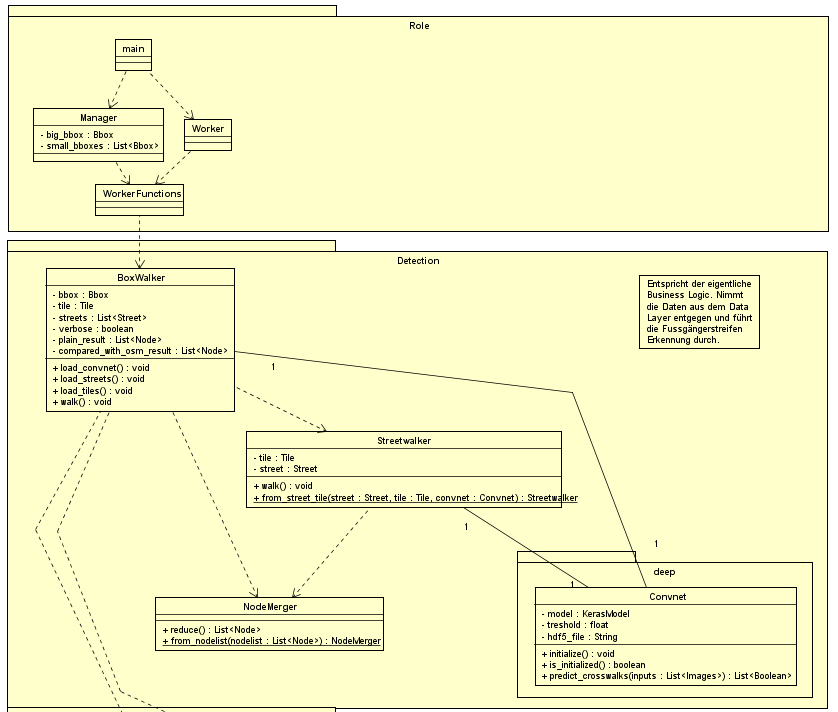 Role
main
Manager
- big_bbox : Bbox
- small_bboxes : List<Bbox>
Worker
WorkerFunctions
Detection
BoxWalker
- bbox : Bbox
- tile : Tile
- streets : List<Street>
- verbose : boolean
- plain_result : List<Node>
- compared_with_osm_result : List<Node>
+ load_convnet() : void
+ load_streets() : void
+ load_tiles() : void
+ walk() : void
Entspricht der eigentliche
Business Logic. Nimmt
die Daten aus dem Data
Layer entgegen und führt
die Fussgängerstreifen
Erkennung durch.
1
Streetwalker
- tile : Tile
- street : Street
+ walk() : void
+ from_street_tile(street : Street, tile : Tile, convnet : Convnet) : Streetwalker
1
1
deep
1
Convnet
- model : KerasModel
- treshold : float
- hdf5_file : String
+ initialize() : void
+ is_initialized() : boolean
+ predict_crosswalks(inputs : List<Images>) : List<Boolean>
NodeMerger
+ reduce() : List<Node>
+ from_nodelist(nodelist : List<Node>) : NodeMerger